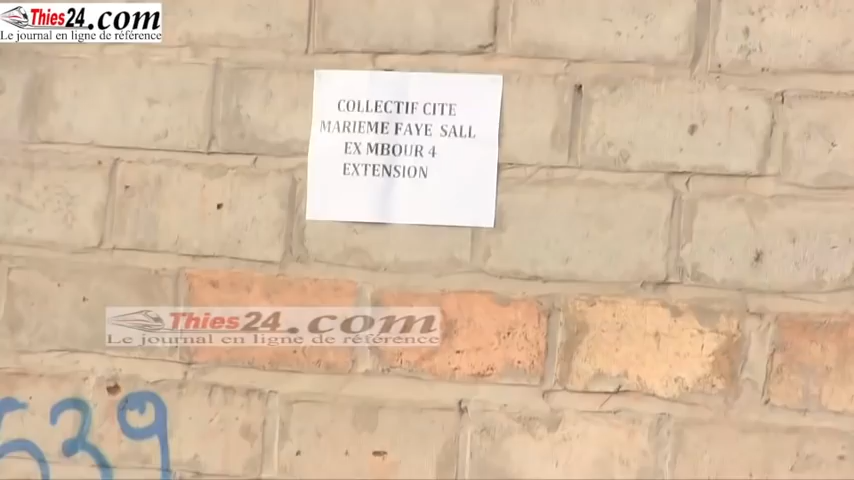 Thies24.com
Le journal en ligne de référence
COLLECTIF CITE
MARIEME FAYE SALL
EX MBOUR 4
EXTENSION
Thies24.com
Le journal en ligne de référence
539